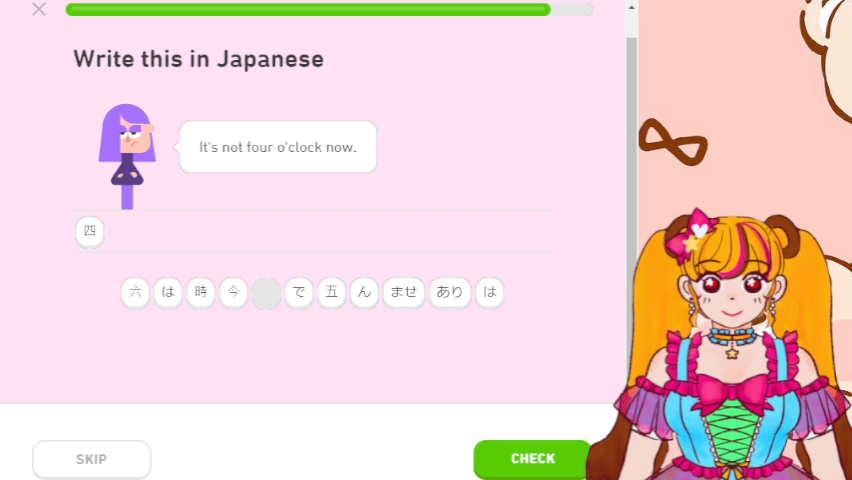 Write this in Japanese
It's not four o'clock now.
四
六 は 時 今 で 五 ん ませ あり は
SKIP CHECK